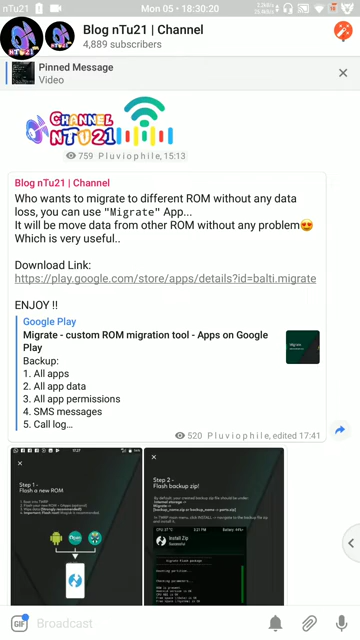 nTu21
Mon 05 • 18:30:20
Blog nTu21 | Channel
4,889 subscribers
Pinned Message
Video
CHANNEL
NTU21
759 Pluviophile, 15:13
Blog nTu21 | Channel
Who wants to migrate to different ROM without any data
loss, you can use "Migrate" App...
It will be move data from other ROM without any problem😍
Which is very useful..
Download Link:
https://play.google.com/store/apps/details?id=balti.migrate
ENJOY !!
Google Play
Migrate - custom ROM migration tool - Apps on Google
Play
Backup:
1. All apps
2. All app data
3. All app permissions
4. SMS messages
5. Call log…
520 Pluviophile, edited 17:41
Step 1 -
Flash a new ROM
Step 2 -
Flash backup zip!
Install Zip
GIF
Broadcast